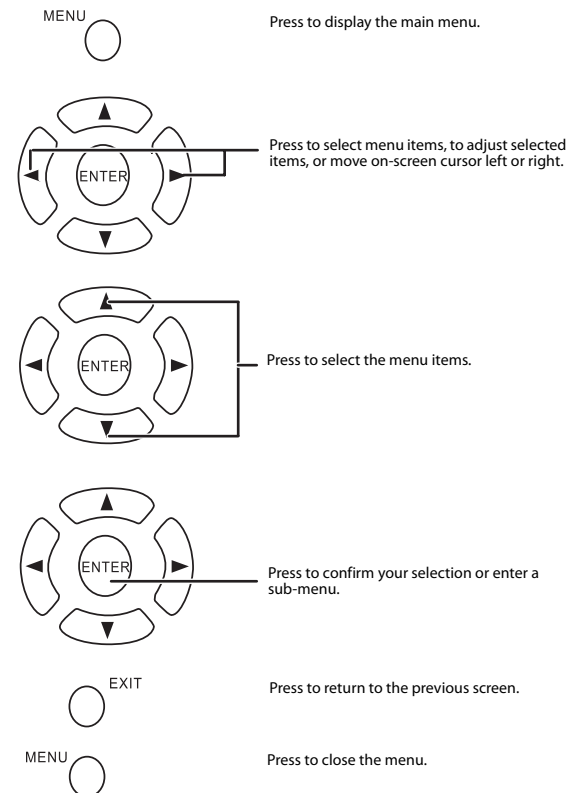 MENU
Press to display the main menu.
ENTER
Press to select menu items, to adjust selected
items, or move on-screen cursor left or right.
ENTER
Press to select the menu items.
ENTER
Press to confirm your selection or enter a
sub-menu.
EXIT
Press to return to the previous screen.
MENU
Press to close the menu.